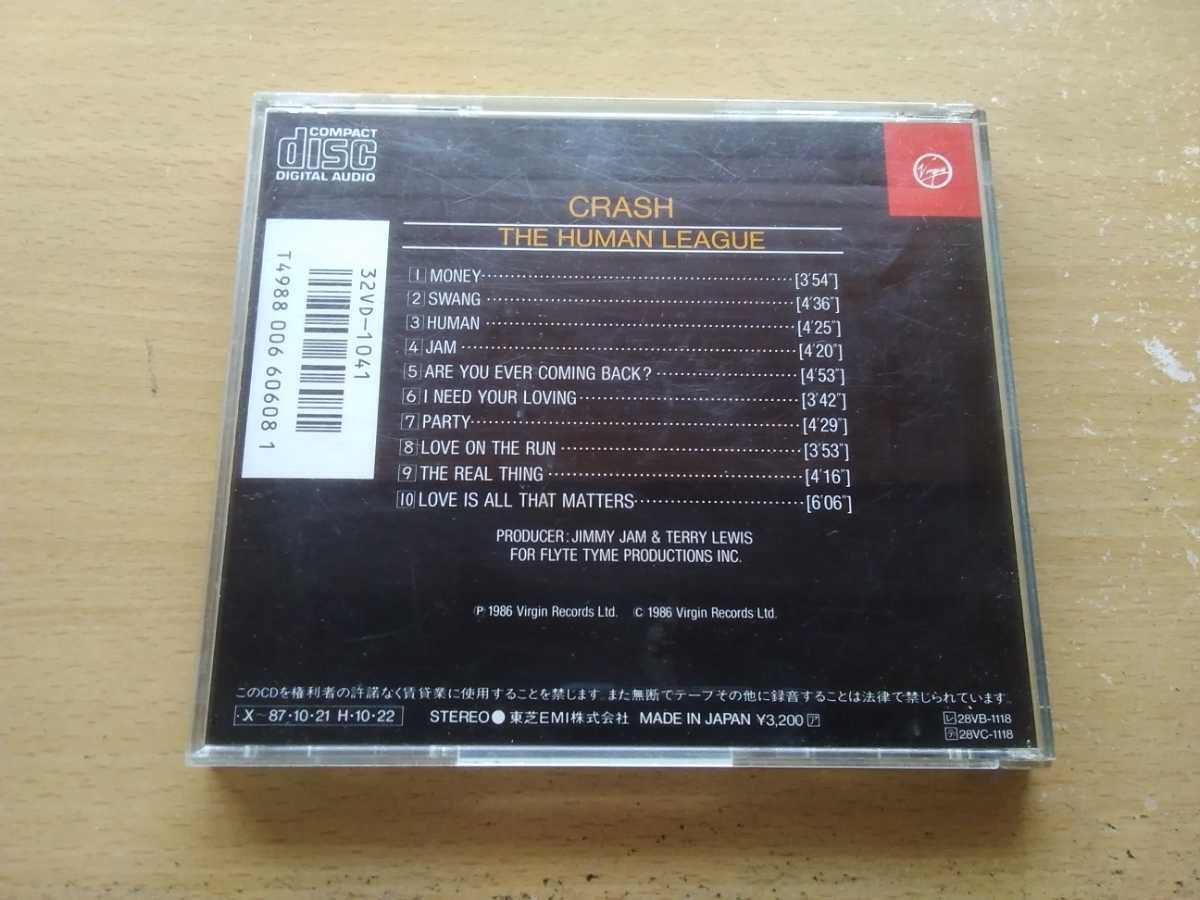 COMPACT
disc
DIGITAL AUDIO
Virgin
CRASH
THE HUMAN LEAGUE
32VD-1041
T4988 006 60608 1
1 MONEY [3'54"]
2 SWANG [4'36"]
3 HUMAN [4'25"]
4 JAM [4'20"]
5 ARE YOU EVER COMING BACK? [4'53"]
6 I NEED YOUR LOVING [3'42"]
7 PARTY [4'29"]
8 LOVE ON THE RUN [3'53"]
9 THE REAL THING [4'16"]
10 LOVE IS ALL THAT MATTERS [6'06"]
PRODUCER: JIMMY JAM & TERRY LEWIS
FOR FLYTE TYME PRODUCTIONS INC.
Ⓟ 1986 Virgin Records Ltd. Ⓒ 1986 Virgin Records Ltd.
このCDを権利者の許諾なく賃貸業に使用することを禁じます。また無断でテープその他に録音することは法律で禁じられています。
X~87·10·21 H·10·22 STEREO● 東芝EMI株式会社 MADE IN JAPAN ¥3,200 ア
レ 28VB-1118
テ 28VC-1118